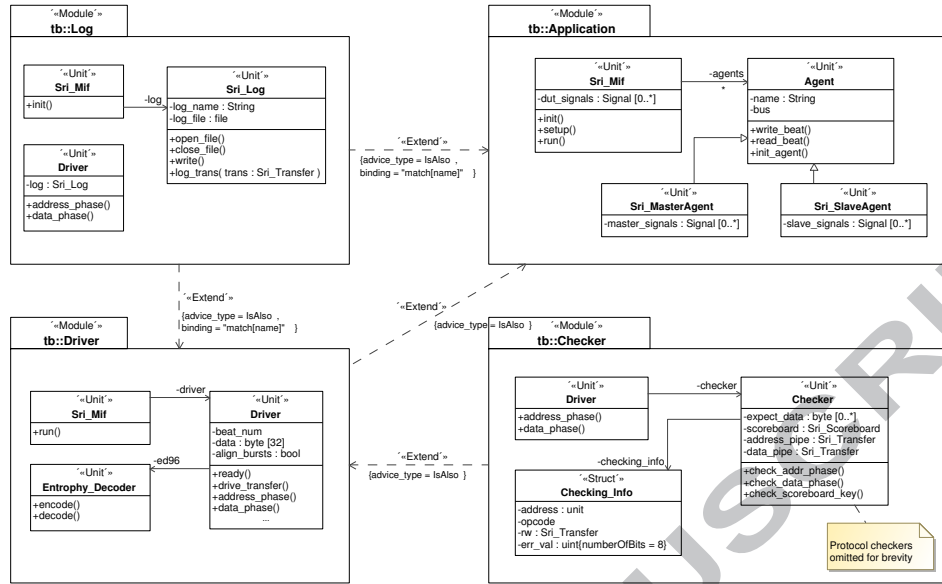 ´«Module´»
tb::Log
´«Unit´»
Sri_Mif
+init()
-log
´«Unit´»
Sri_Log
-log_name : String
-log_file : file
+open_file()
+close_file()
+write()
+log_trans( trans : Sri_Transfer )
´«Unit´»
Driver
-log : Sri_Log
+address_phase()
+data_phase()
´«Extend´»
{advice_type = IsAlso ,
binding = "match[name]" }
´«Module´»
tb::Application
´«Unit´»
Sri_Mif
-dut_signals : Signal [0..*]
+init()
+setup()
+run()
-agents
*
´«Unit´»
Agent
-name : String
-bus
+write_beat()
+read_beat()
+init_agent()
´«Unit´»
Sri_MasterAgent
-master_signals : Signal [0..*]
´«Unit´»
Sri_SlaveAgent
-slave_signals : Signal [0..*]
´«Extend´»
{advice_type = IsAlso ,
binding = "match[name]" }
´«Extend´»
{advice_type = IsAlso }
´«Module´»
tb::Driver
´«Unit´»
Sri_Mif
+run()
-driver
´«Unit´»
Driver
-beat_num
-data : byte [32]
-align_bursts : bool
+ready()
+drive_transfer()
+address_phase()
+data_phase()
...
-ed96
´«Unit´»
Entrophy_Decoder
+encode()
+decode()
´«Extend´»
{advice_type = IsAlso }
´«Module´»
tb::Checker
´«Unit´»
Driver
+address_phase()
+data_phase()
-checker
´«Unit´»
Checker
-expect_data : byte [0..*]
-scoreboard : Sri_Scoreboard
-address_pipe : Sri_Transfer
-data_pipe : Sri_Transfer
+check_addr_phase()
+check_data_phase()
+check_scoreboard_key()
-checking_info
´«Struct´»
Checking_Info
-address : unit
-opcode
-rw : Sri_Transfer
-err_val : uint{numberOfBits = 8}
Protocol checkers
omitted for brevity
USCRI